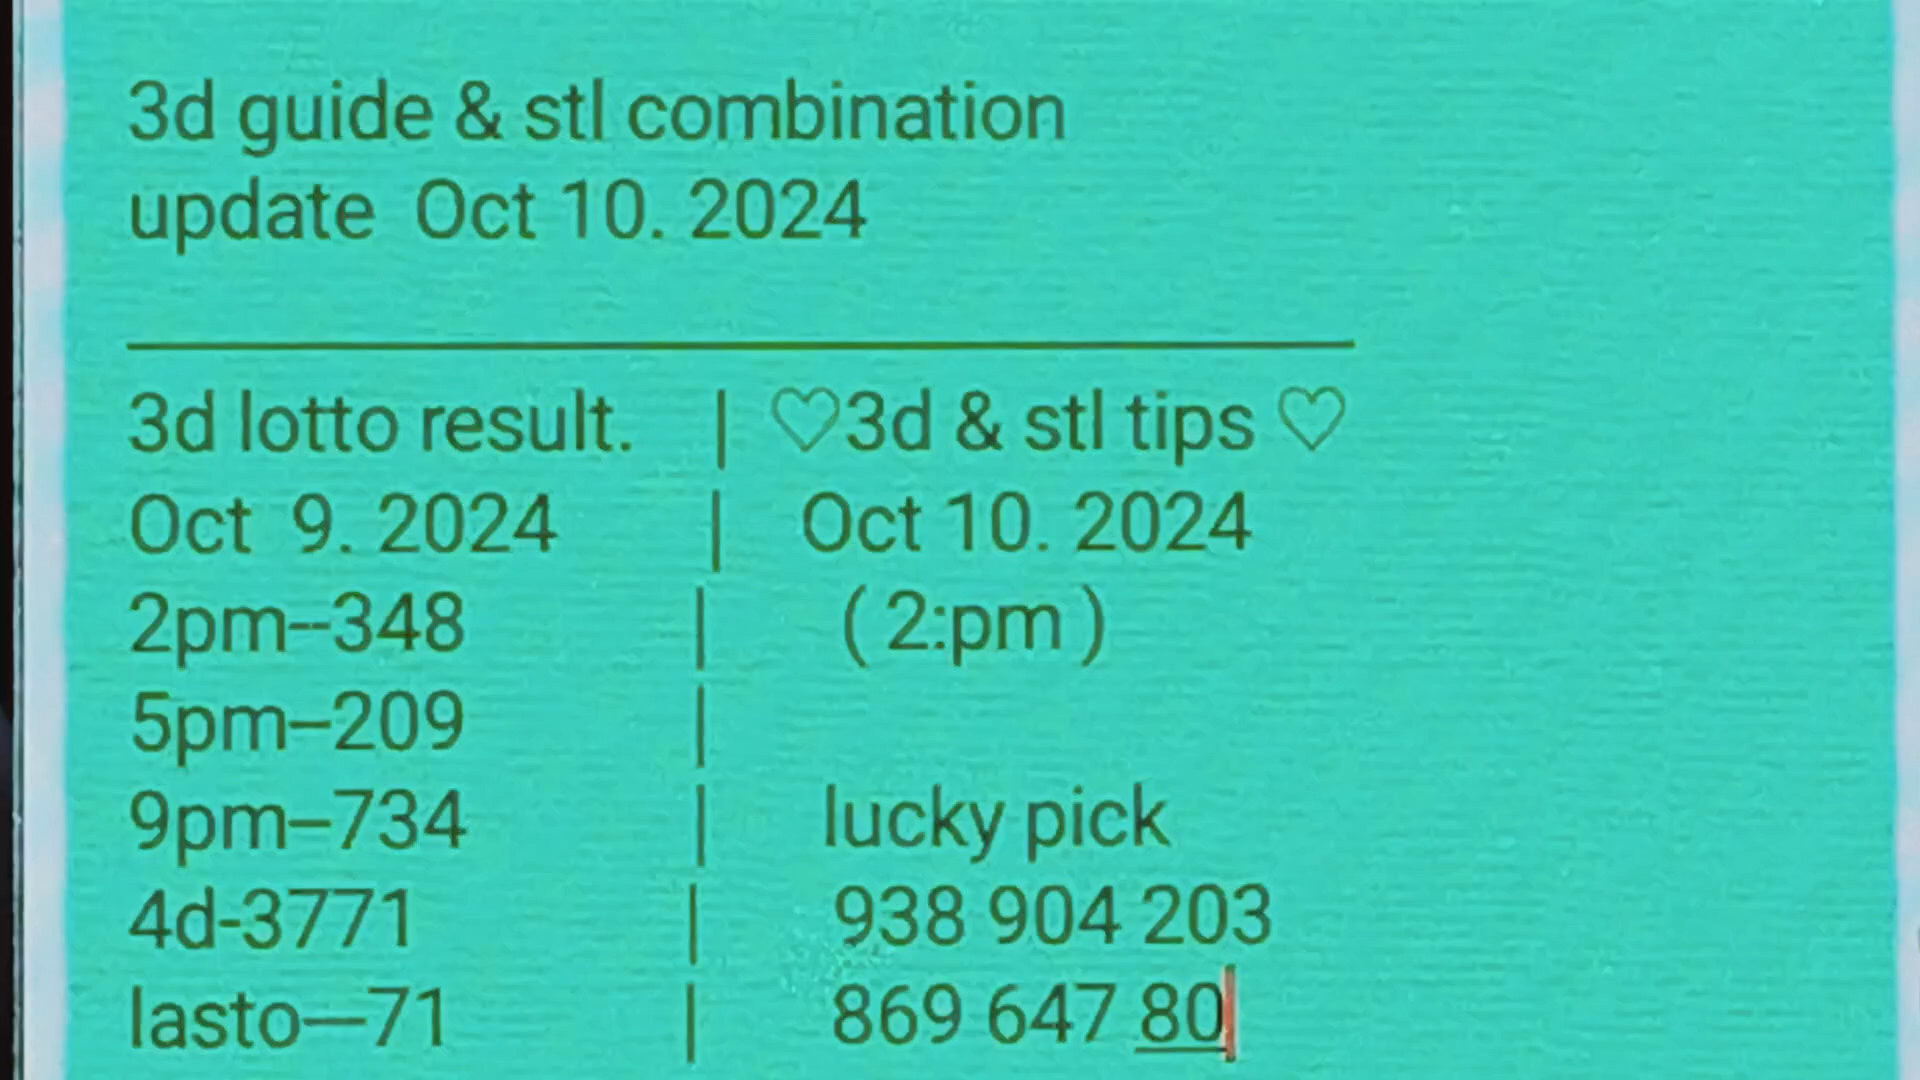 3d guide & stl combination
update  Oct 10. 2024
3d lotto result.   | ♡3d & stl tips ♡
Oct  9. 2024   |   Oct 10. 2024
2pm--348   |   ( 2:pm )
5pm–209   |
9pm–734   |   lucky pick
4d-3771   |   938 904 203
lasto—71   |   869 647 80